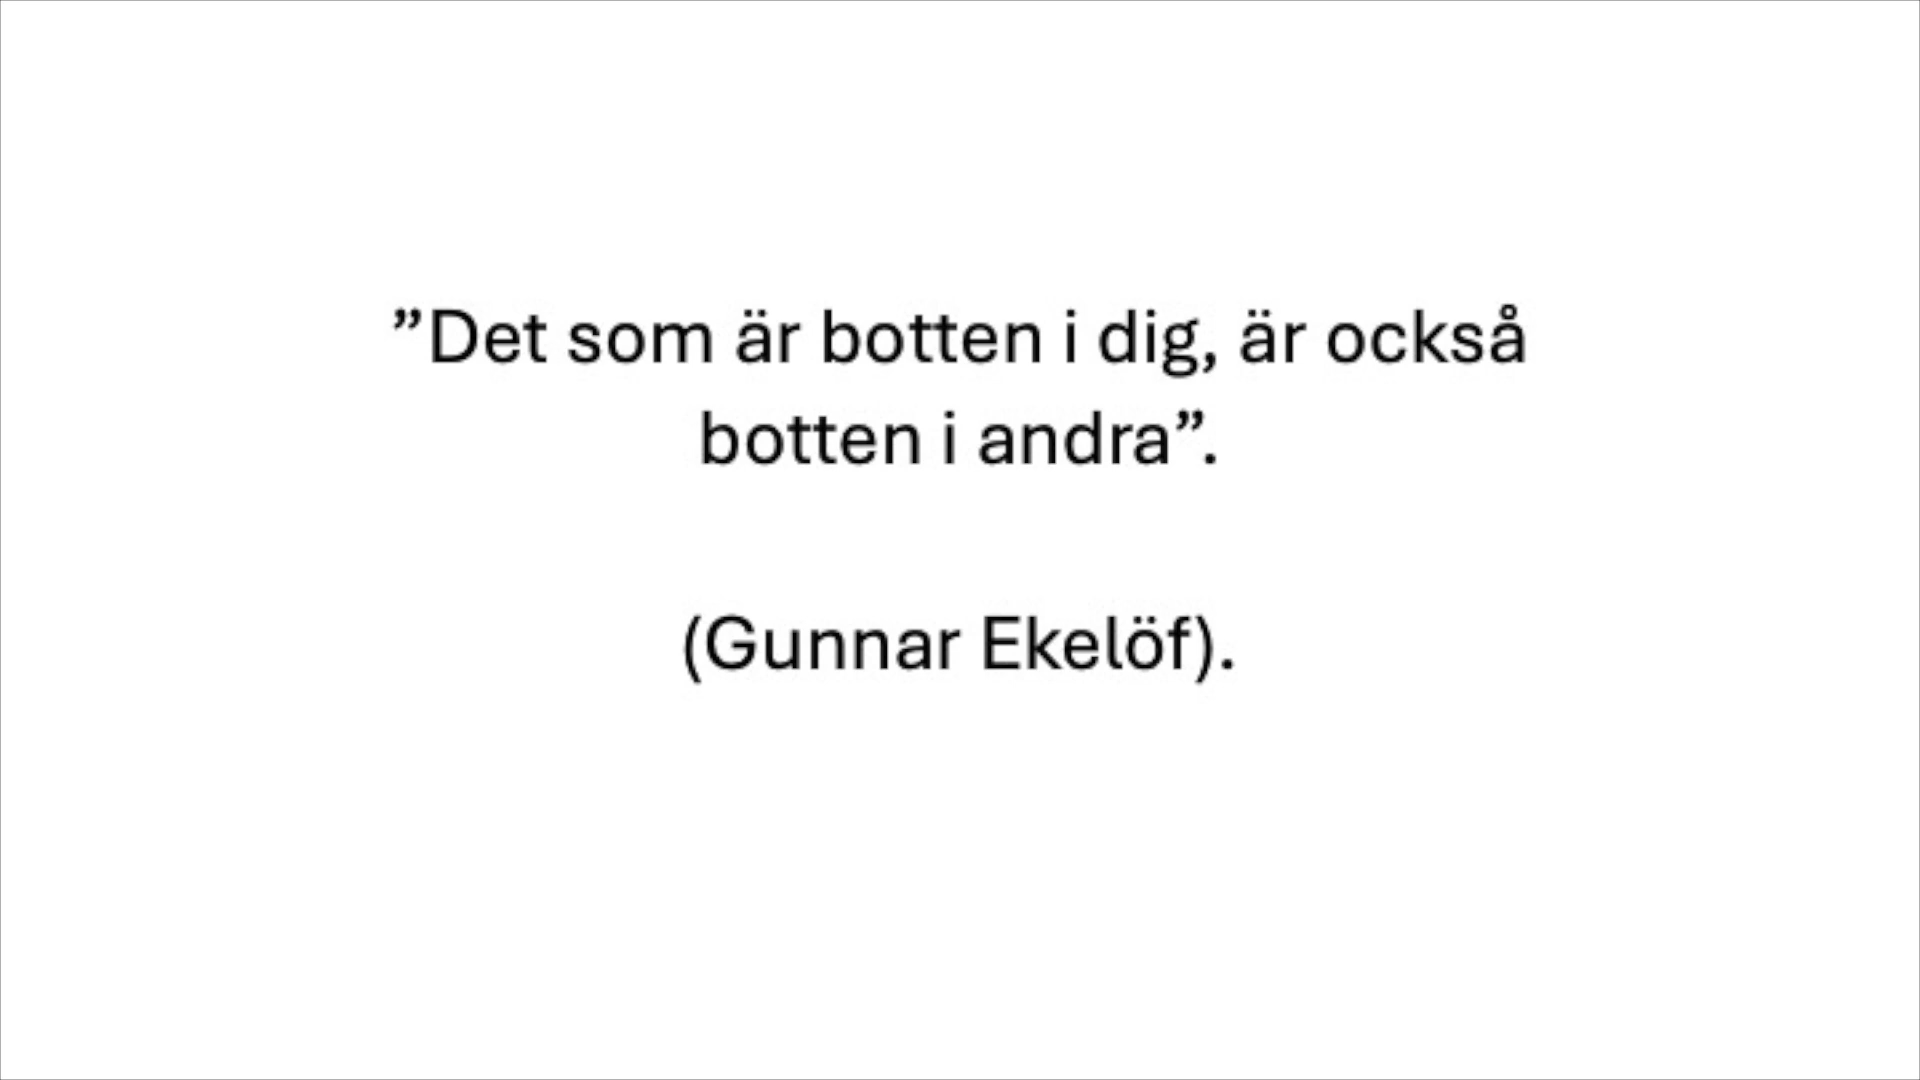 ”Det som är botten i dig, är också
botten i andra”.
(Gunnar Ekelöf).